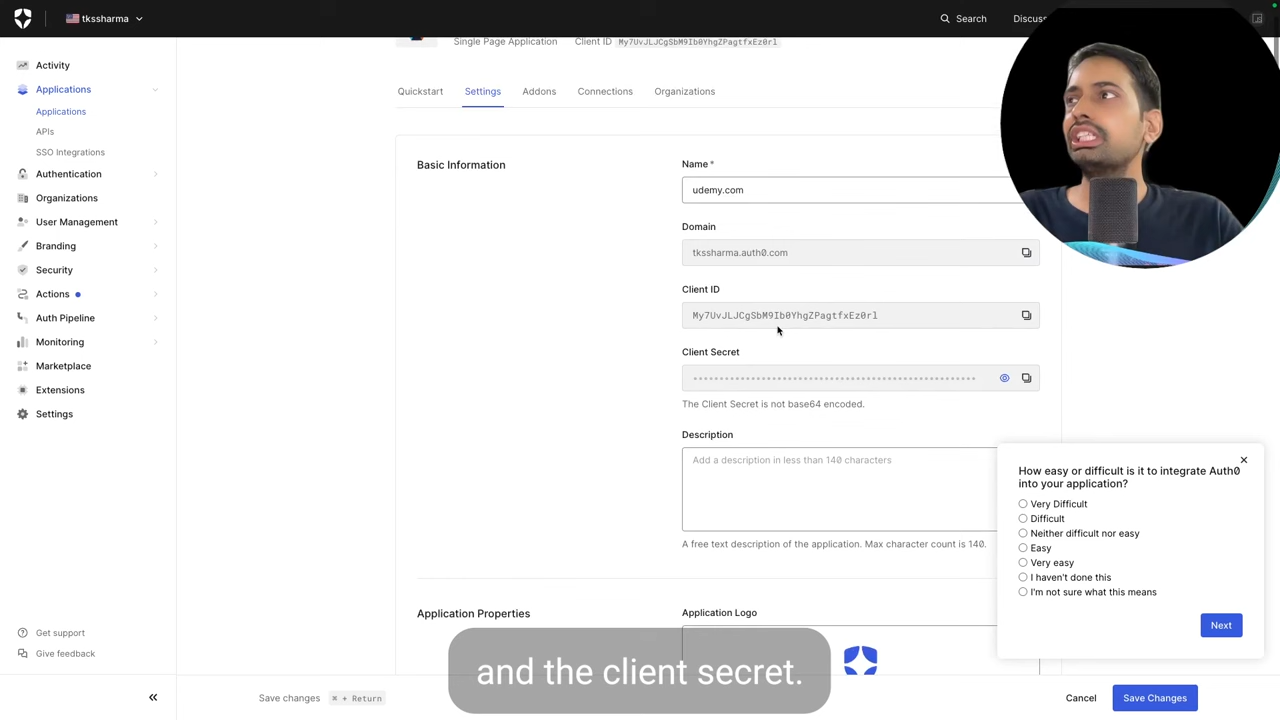 tkssharma
Search
Discuss
Single Page Application
Client ID
My7UvJLJCgSbM9Ib0YhgZPagtfxEz0rl
Activity
Applications
Applications
APIs
SSO Integrations
Authentication
Organizations
User Management
Branding
Security
Actions
Auth Pipeline
Monitoring
Marketplace
Extensions
Settings
Get support
Give feedback
Quickstart
Settings
Addons
Connections
Organizations
Basic Information
Name *
udemy.com
Domain
tkssharma.auth0.com
Client ID
My7UvJLJCgSbM9Ib0YhgZPagtfxEz0rl
Client Secret
The Client Secret is not base64 encoded.
Description
Add a description in less than 140 characters
A free text description of the application. Max character count is 140.
Application Properties
Application Logo
How easy or difficult is it to integrate Auth0
into your application?
Very Difficult
Difficult
Neither difficult nor easy
Easy
Very easy
I haven't done this
I'm not sure what this means
Next
and the client secret.
Save changes
⌘ + Return
Cancel
Save Changes